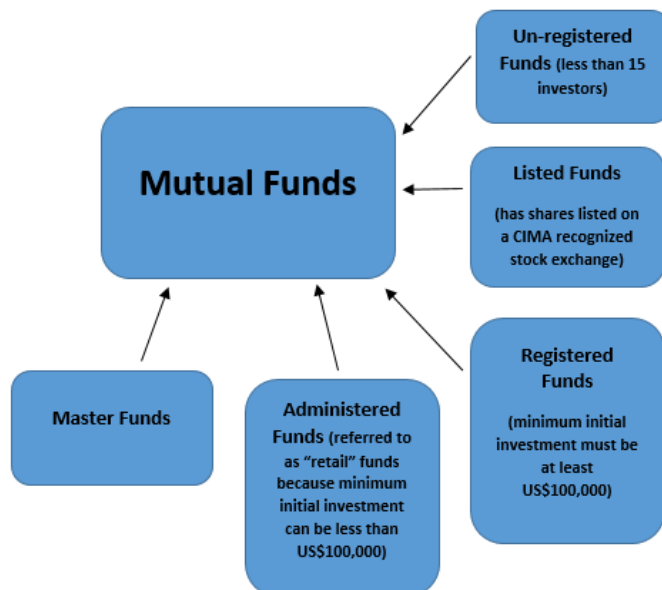 Un-registered
Funds (less than 15
investors)
Mutual Funds
Listed Funds
(has shares listed on
a CIMA recognized
stock exchange)
Registered
Funds
(minimum initial
investment must be
at least
US$100,000)
Master Funds
Administered
Funds (referred to
as “retail” funds
because minimum
initial investment
can be less than
US$100,000)